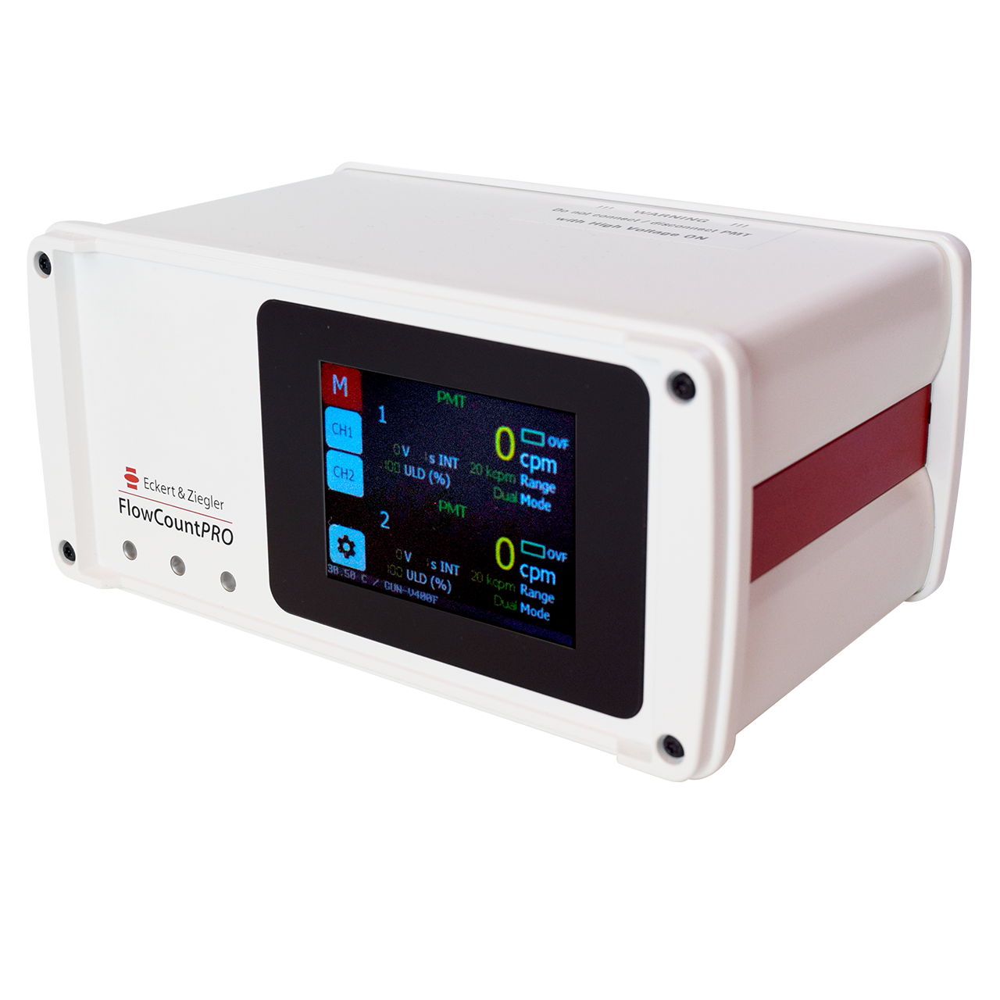 !!! WARNING !!!
Do not connect / disconnect PMT
with High Voltage ON
Eckert & Ziegler
FlowCountPRO
M
CH1
CH2
PMT
1
0 V s INT
100 ULD (%)
0 OVF
cpm
20 kcpm Range
Dual Mode
PMT
2
0 V s INT
100 ULD (%)
0 OVF
cpm
20 kcpm Range
Dual Mode
30.50 C / GUN-V400F